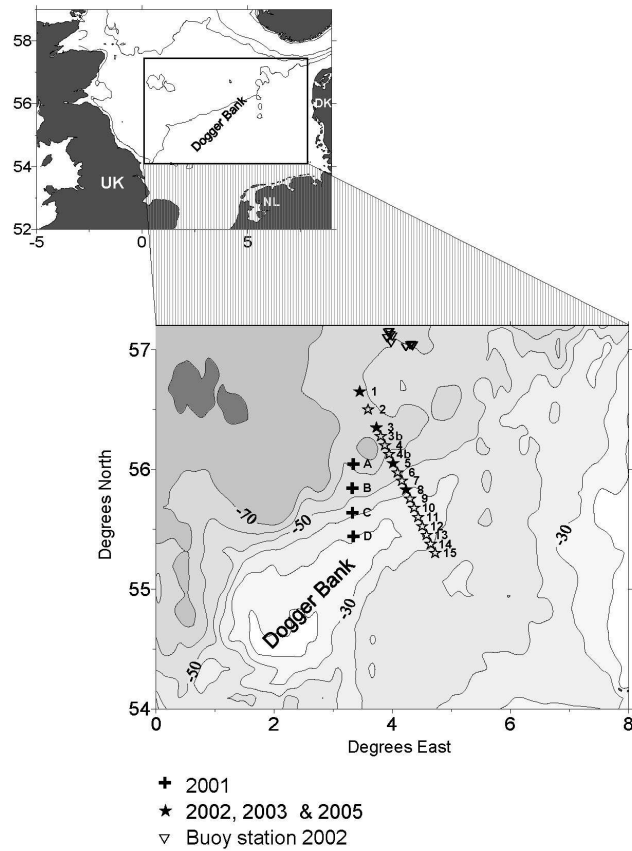 58
56
54
52
-5
0
5
UK
DK
NL
Dogger Bank
57
56
55
54
0
2
4
6
8
Degrees North
Degrees East
1
2
3
3b
4
4b
5
6
7
8
9
10
11
12
13
14
15
A
B
C
D
-70
-50
-30
-30
-50
Dogger Bank
2001
2002, 2003 & 2005
Buoy station 2002